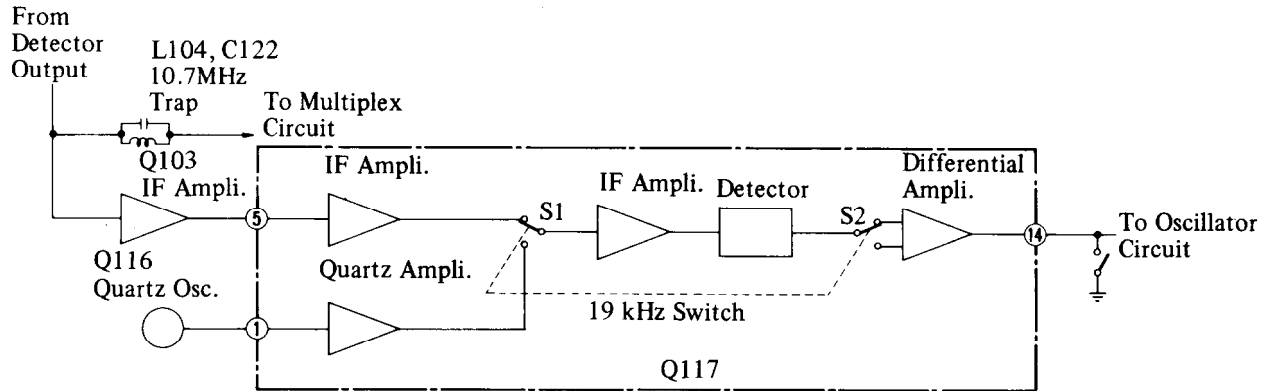 From
Detector
Output
L104, C122
10.7MHz
Trap
To Multiplex
Circuit
Q103
IF Ampli.
IF Ampli.
IF Ampli.
Detector
Differential
Ampli.
5
S1
S2
14
To Oscillator
Circuit
Q116
Quartz Osc.
Quartz Ampli.
1
19 kHz Switch
Q117